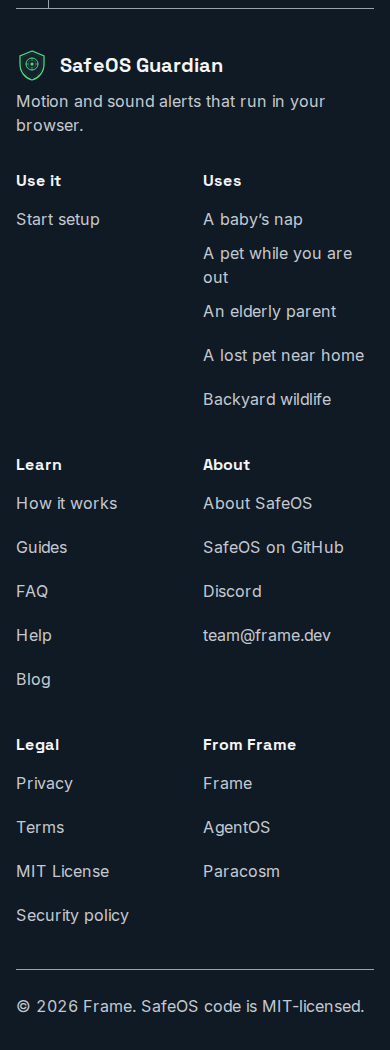 SafeOS Guardian
Motion and sound alerts that run in your
browser.
Use it
Start setup
Uses
A baby’s nap
A pet while you are
out
An elderly parent
A lost pet near home
Backyard wildlife
Learn
How it works
Guides
FAQ
Help
Blog
About
About SafeOS
SafeOS on GitHub
Discord
team@frame.dev
Legal
Privacy
Terms
MIT License
Security policy
From Frame
Frame
AgentOS
Paracosm
© 2026 Frame. SafeOS code is MIT-licensed.